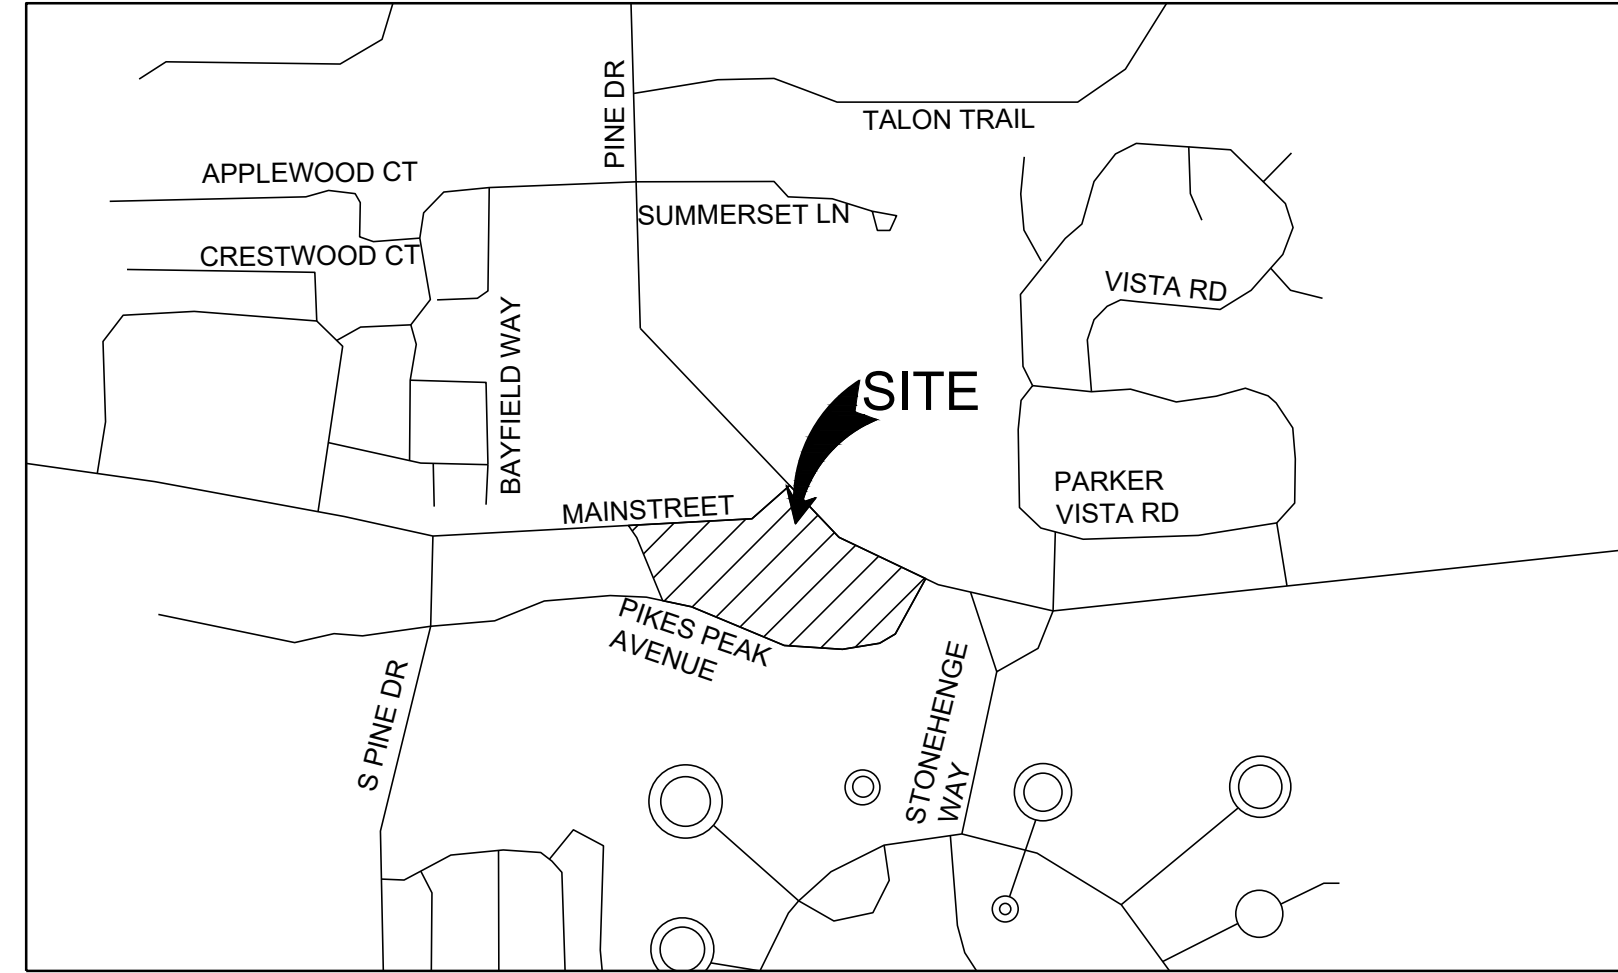 PINE DR
TALON TRAIL
APPLEWOOD CT
SUMMERSET LN
CRESTWOOD CT
VISTA RD
BAYFIELD WAY
SITE
MAINSTREET
PARKER
VISTA RD
PIKES PEAK
AVENUE
S PINE DR
STONEHENGE
WAY